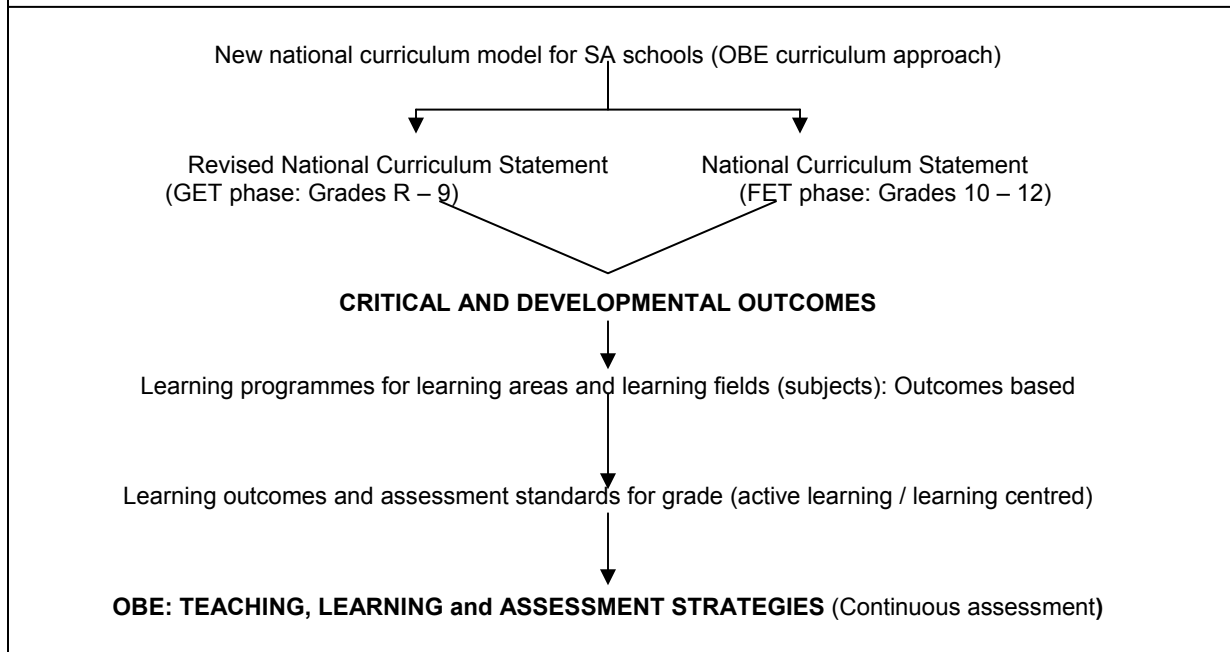 New national curriculum model for SA schools (OBE curriculum approach)
Revised National Curriculum Statement
(GET phase: Grades R – 9)
National Curriculum Statement
(FET phase: Grades 10 – 12)
CRITICAL AND DEVELOPMENTAL OUTCOMES
Learning programmes for learning areas and learning fields (subjects): Outcomes based
Learning outcomes and assessment standards for grade (active learning / learning centred)
OBE: TEACHING, LEARNING and ASSESSMENT STRATEGIES (Continuous assessment)